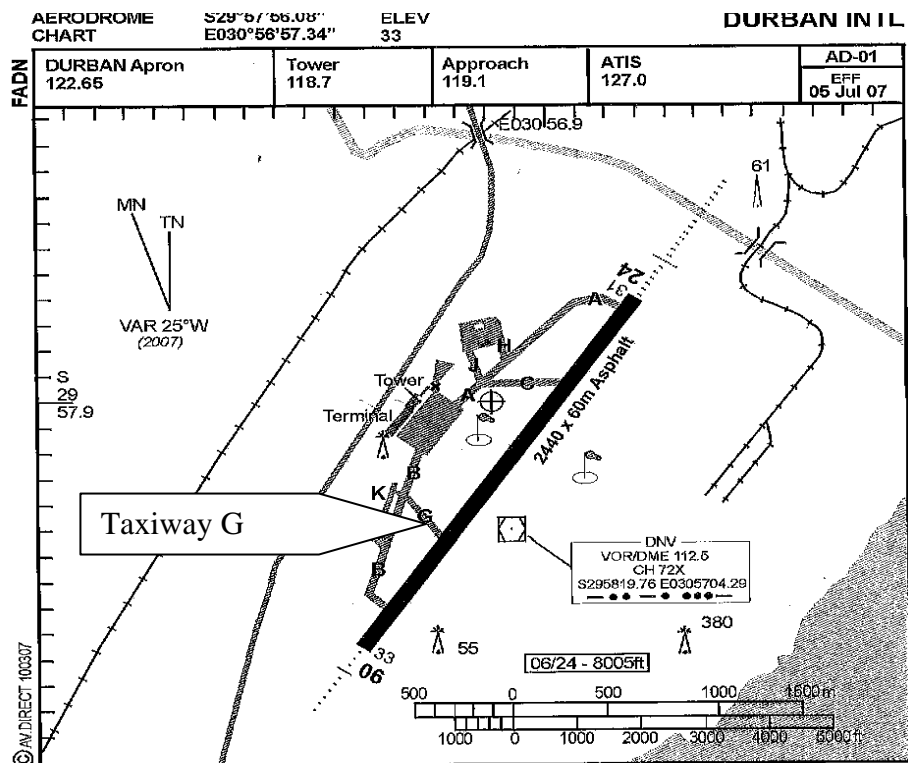 AERODROME
CHART
S29°57'56.08"
E030°56'57.34"
ELEV
33
DURBAN INTL
FADN
DURBAN Apron
122.65
Tower
118.7
Approach
119.1
ATIS
127.0
AD-01
EFF
05 Jul 07
E030 56.9
61
MN
TN
VAR 25°W
(2007)
24
31
A
H
J
C
A
2440 x 60m Asphalt
Tower
Terminal
S
29
57.9
B
K
G
Taxiway G
B
DNV
VOR/DME 112.5
CH 72X
S295819.76 E0305704.29
33
06
55
380
06/24 - 8005ft
500 0 500 1000 1500m
1000 0 1000 2000 3000 4000 5000ft
© AV.DIRECT 100307